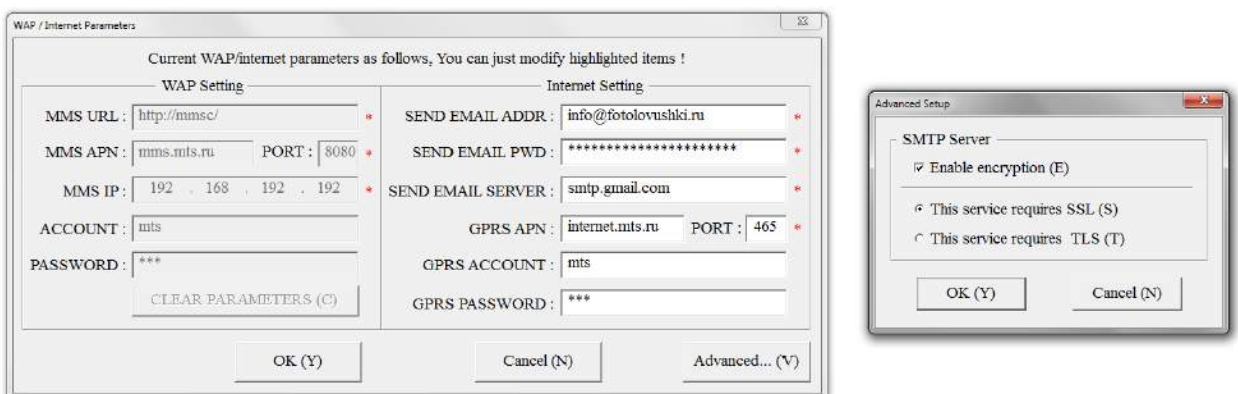 WAP / Internet Parameters
Current WAP/internet parameters as follows, You can just modify highlighted items !
WAP Setting
MMS URL : http://mmsc/ *
MMS APN : mms.mts.ru PORT : 8080 *
MMS IP : 192 . 168 . 192 . 192 *
ACCOUNT : mts
PASSWORD : ***
CLEAR PARAMETERS (C)
Internet Setting
SEND EMAIL ADDR : info@fotolovushki.ru *
SEND EMAIL PWD : ********************** *
SEND EMAIL SERVER : smtp.gmail.com *
GPRS APN : internet.mts.ru PORT : 465 *
GPRS ACCOUNT : mts
GPRS PASSWORD : ***
OK (Y) Cancel (N) Advanced... (V)
Advanced Setup
SMTP Server
Enable encryption (E)
This service requires SSL (S)
This service requires TLS (T)
OK (Y) Cancel (N)